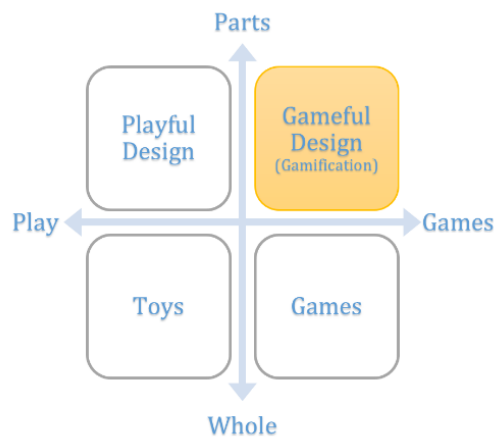 Parts
Playful
Design
Gameful
Design
(Gamification)
Play
Games
Toys
Games
Whole